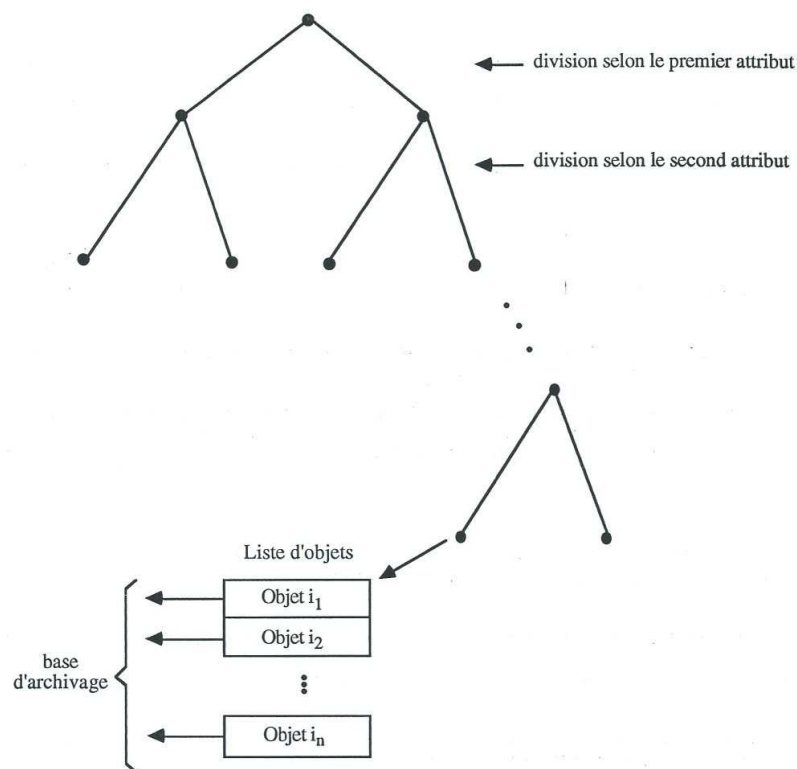 division selon le premier attribut
division selon le second attribut
Liste d'objets
Objet i1
Objet i2
base
d'archivage
Objet in